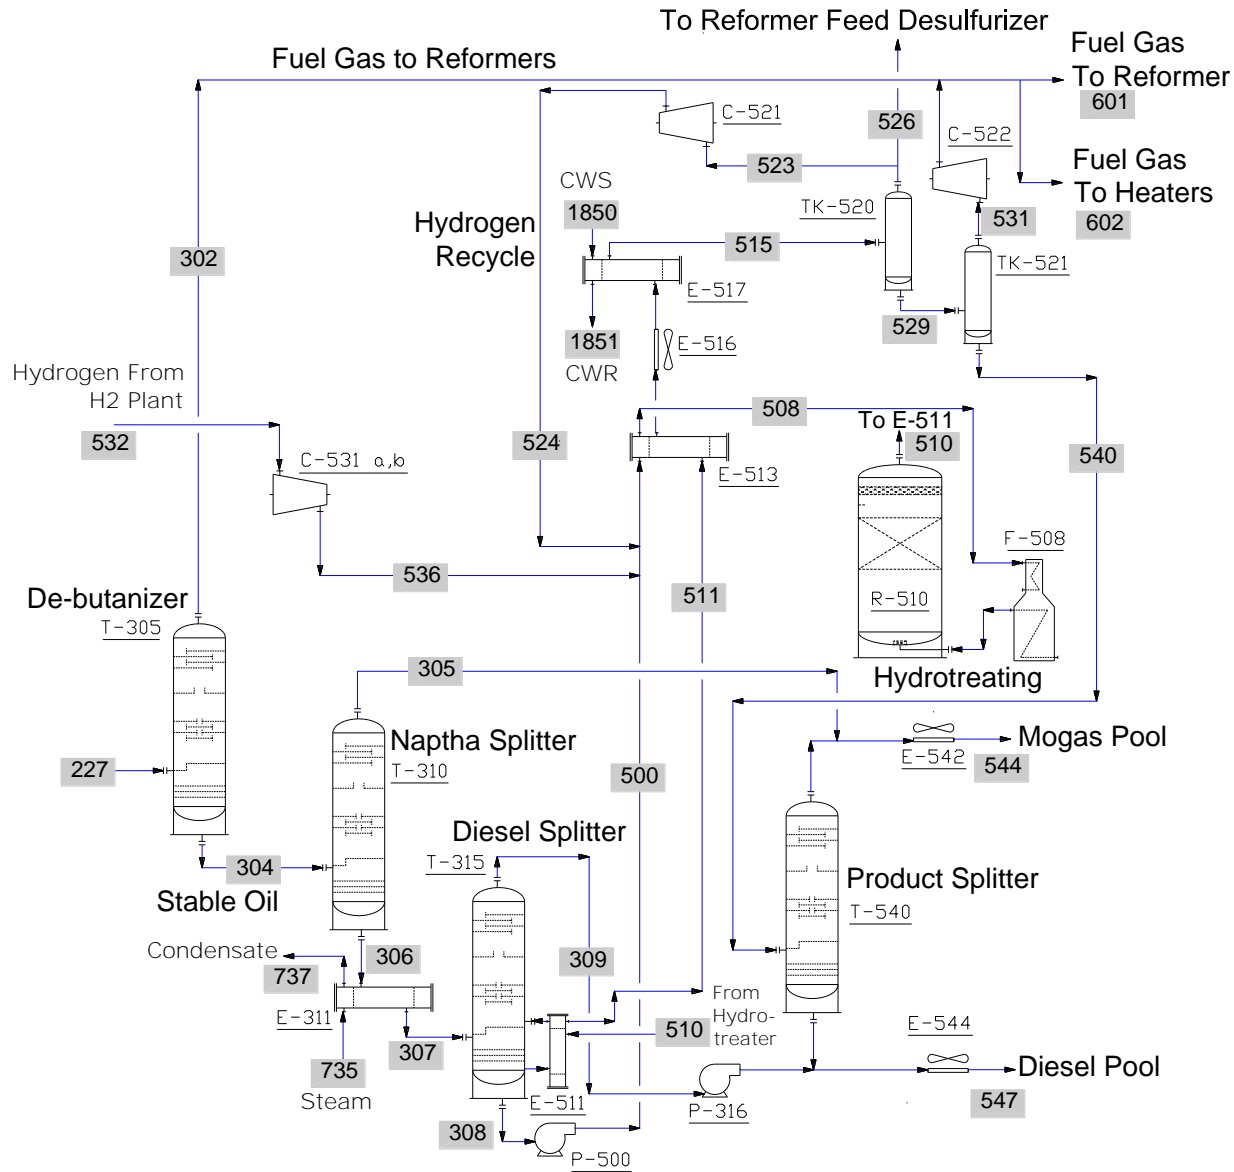 To Reformer Feed Desulfurizer
Fuel Gas to Reformers
Fuel Gas
To Reformer
601
C-521
526
C-522
523
Fuel Gas
To Heaters
602
CWS
1850
TK-520
531
Hydrogen
Recycle
302
515
TK-521
E-517
529
1851
CWR
E-516
Hydrogen From
H2 Plant
532
508
To E-511
510
524
540
C-531 a,b
E-513
F-508
536
511
R-510
De-butanizer
T-305
Hydrotreating
305
Naptha Splitter
T-310
Mogas Pool
E-542
544
227
500
Diesel Splitter
T-315
304
Stable Oil
Product Splitter
T-540
Condensate
737
306
309
E-311
From
Hydro-
treater
510
307
735
Steam
E-544
Diesel Pool
547
E-511
P-316
308
P-500